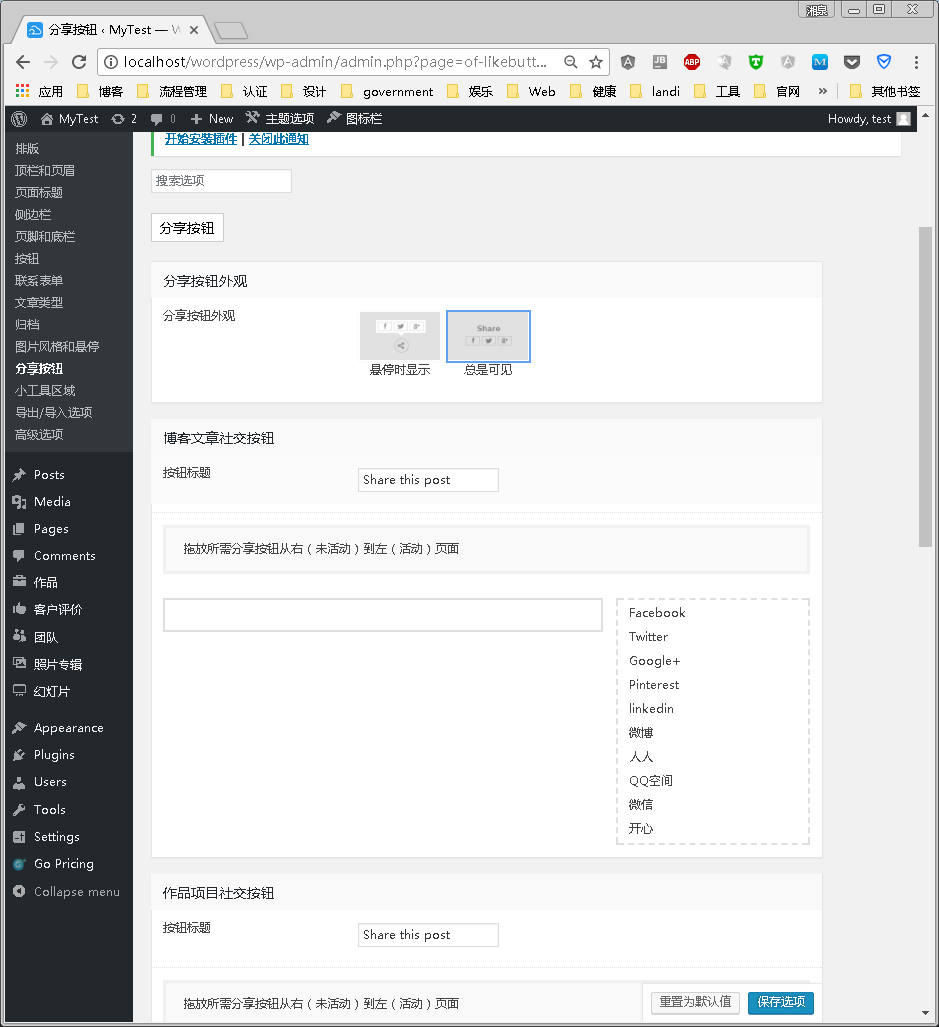 湘泉
分享按钮 ‹ MyTest — W
localhost/wordpress/wp-admin/admin.php?page=of-likebutt...
应用 博客 流程管理 认证 设计 government 娱乐 Web 健康 landi 工具 官网 » 其他书签
MyTest 2 0 + New 主题选项 图标栏 Howdy, test
开始安装插件 | 关闭此通知
搜索选项
分享按钮
排版
顶栏和页眉
页面标题
侧边栏
页脚和底栏
按钮
联系表单
文章类型
归档
图片风格和悬停
分享按钮
小工具区域
导出/导入选项
高级选项
Posts
Media
Pages
Comments
作品
客户评价
团队
照片专辑
幻灯片
Appearance
Plugins
Users
Tools
Settings
Go Pricing
Collapse menu
分享按钮外观
分享按钮外观
Share
悬停时显示 总是可见
博客文章社交按钮
按钮标题 Share this post
拖放所需分享按钮从右（未活动）到左（活动）页面
Facebook
Twitter
Google+
Pinterest
linkedin
微博
人人
QQ空间
微信
开心
作品项目社交按钮
按钮标题 Share this post
拖放所需分享按钮从右（未活动）到左（活动）页面
重置为默认值 保存选项